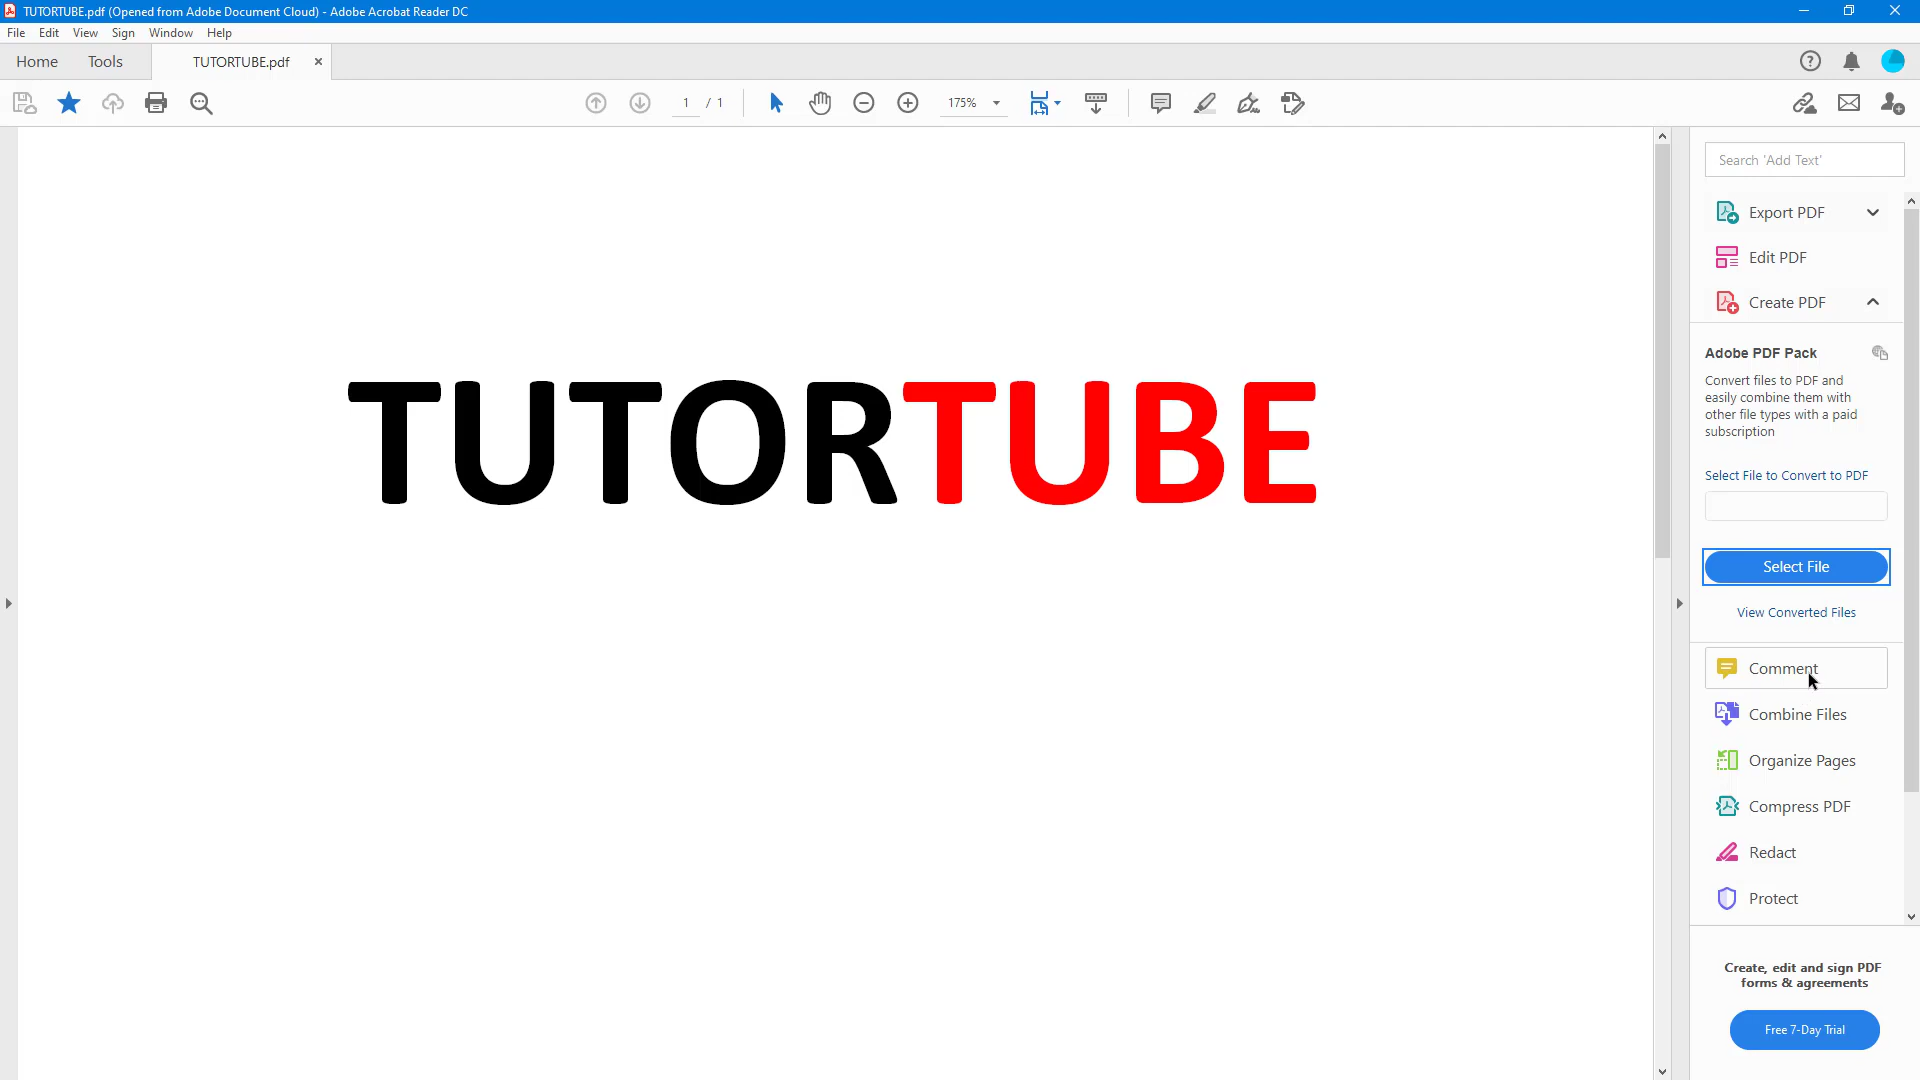 TUTORTUBE.pdf (Opened from Adobe Document Cloud) - Adobe Acrobat Reader DC
File Edit View Sign Window Help
Home Tools TUTORTUBE.pdf
1 / 1 175%
Search 'Add Text'
Export PDF
Edit PDF
Create PDF
Adobe PDF Pack
Convert files to PDF and
easily combine them with
other file types with a paid
subscription
Select File to Convert to PDF
Select File
View Converted Files
Comment
Combine Files
Organize Pages
Compress PDF
Redact
Protect
Create, edit and sign PDF
forms & agreements
Free 7-Day Trial
TUTORTUBE